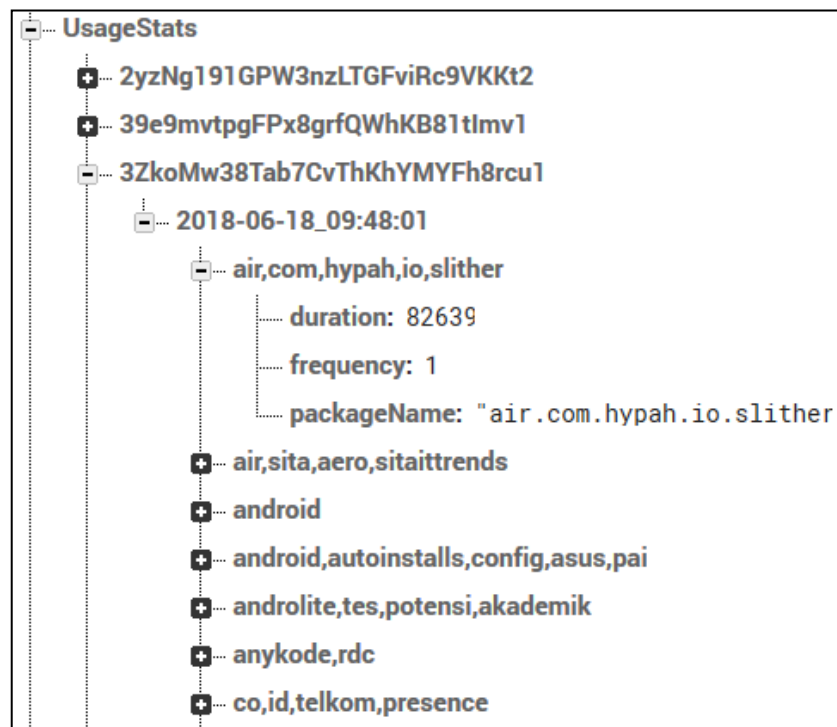 UsageStats
2yzNg191GPW3nzLTGFviRc9VKKt2
39e9mvtpgFPx8grfQWhKB81tImv1
3ZkoMw38Tab7CvThKhYMYFh8rcu1
2018-06-18_09:48:01
air,com,hypah,io,slither
duration: 82639
frequency: 1
packageName: "air.com.hypah.io.slither
air,sita,aero,sitaittrends
android
android,autoinstalls,config,asus,pai
androlite,tes,potensi,akademik
anykode,rdc
co,id,telkom,presence